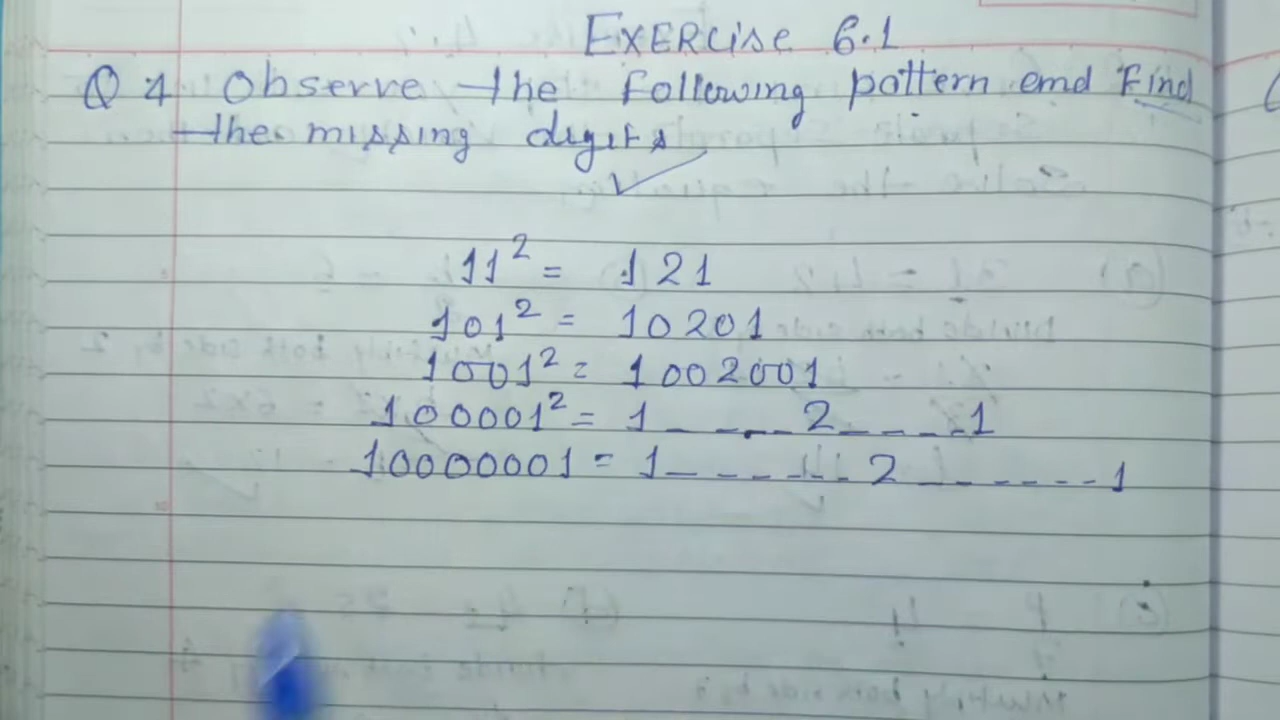 EXERCise 6.1
Q 4 Observe the Following pattern and Find
the missing digits
11² = 121
101² = 10201
1001² = 1002001
100001² = 1 _ _ _ _ 2 _ _ _ _ 1
10000001 = 1 _ _ _ _ _ _ 2 _ _ _ _ _ _ 1